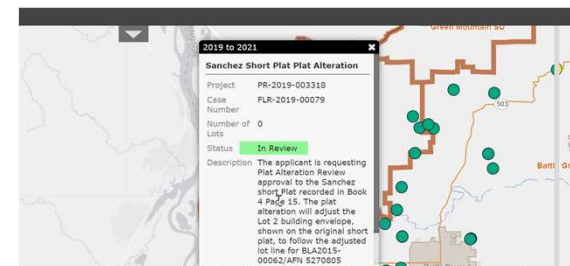 Green Mountain SD
2019 to 2021
Sanchez Short Plat Plat Alteration
Project PR-2019-003318
Case Number FLR-2019-00079
Number of Lots 0
Status In Review
Description The applicant is requesting
Plat Alteration Review
approval to the Sanchez
short Plat recorded in Book
4 Page 15. The plat
alteration will adjust the
Lot 2 building envelope,
shown on the original short
plat, to follow the adjusted
lot line for BLA2015-
00062/AFN 5270805
503
Battl